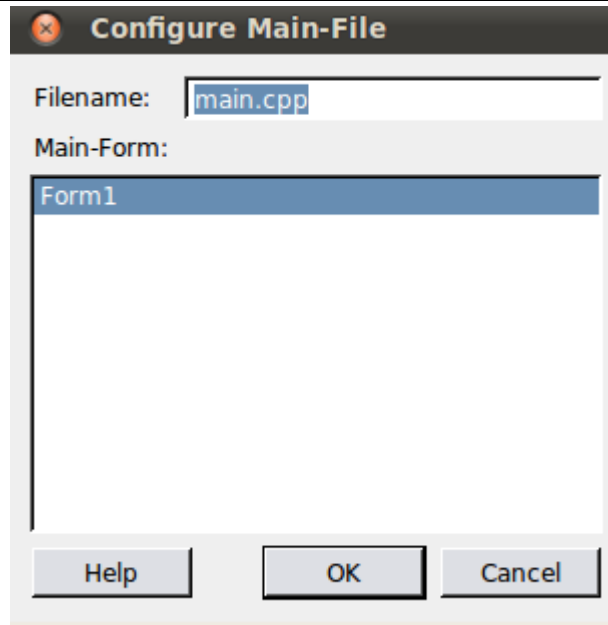 Configure Main-File
Filename: main.cpp
Main-Form:
Form1
Help OK Cancel